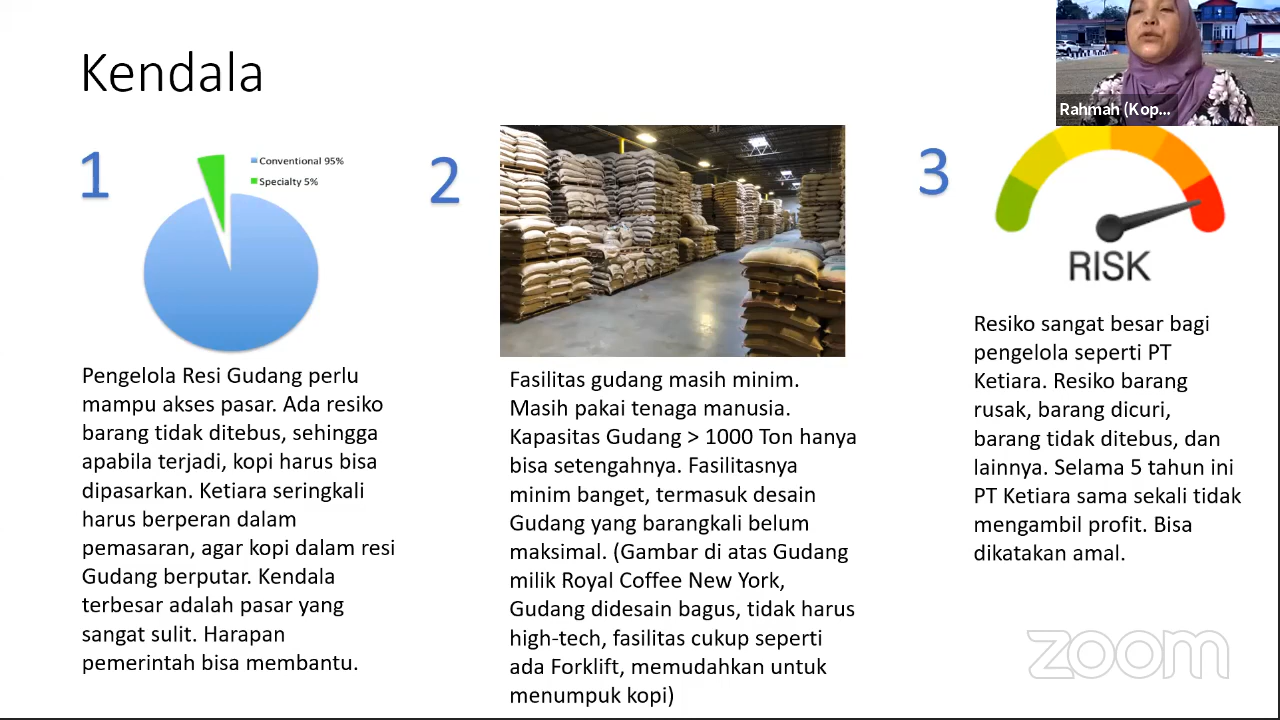 Kendala
Rahmah (Kop...
1
Conventional 95%
Specialty 5%
Pengelola Resi Gudang perlu
mampu akses pasar. Ada resiko
barang tidak ditebus, sehingga
apabila terjadi, kopi harus bisa
dipasarkan. Ketiara seringkali
harus berperan dalam
pemasaran, agar kopi dalam resi
Gudang berputar. Kendala
terbesar adalah pasar yang
sangat sulit. Harapan
pemerintah bisa membantu.
2
Fasilitas gudang masih minim.
Masih pakai tenaga manusia.
Kapasitas Gudang > 1000 Ton hanya
bisa setengahnya. Fasilitasnya
minim banget, termasuk desain
Gudang yang barangkali belum
maksimal. (Gambar di atas Gudang
milik Royal Coffee New York,
Gudang didesain bagus, tidak harus
high-tech, fasilitas cukup seperti
ada Forklift, memudahkan untuk
menumpuk kopi)
3
RISK
Resiko sangat besar bagi
pengelola seperti PT
Ketiara. Resiko barang
rusak, barang dicuri,
barang tidak ditebus, dan
lainnya. Selama 5 tahun ini
PT Ketiara sama sekali tidak
mengambil profit. Bisa
dikatakan amal.
zoom